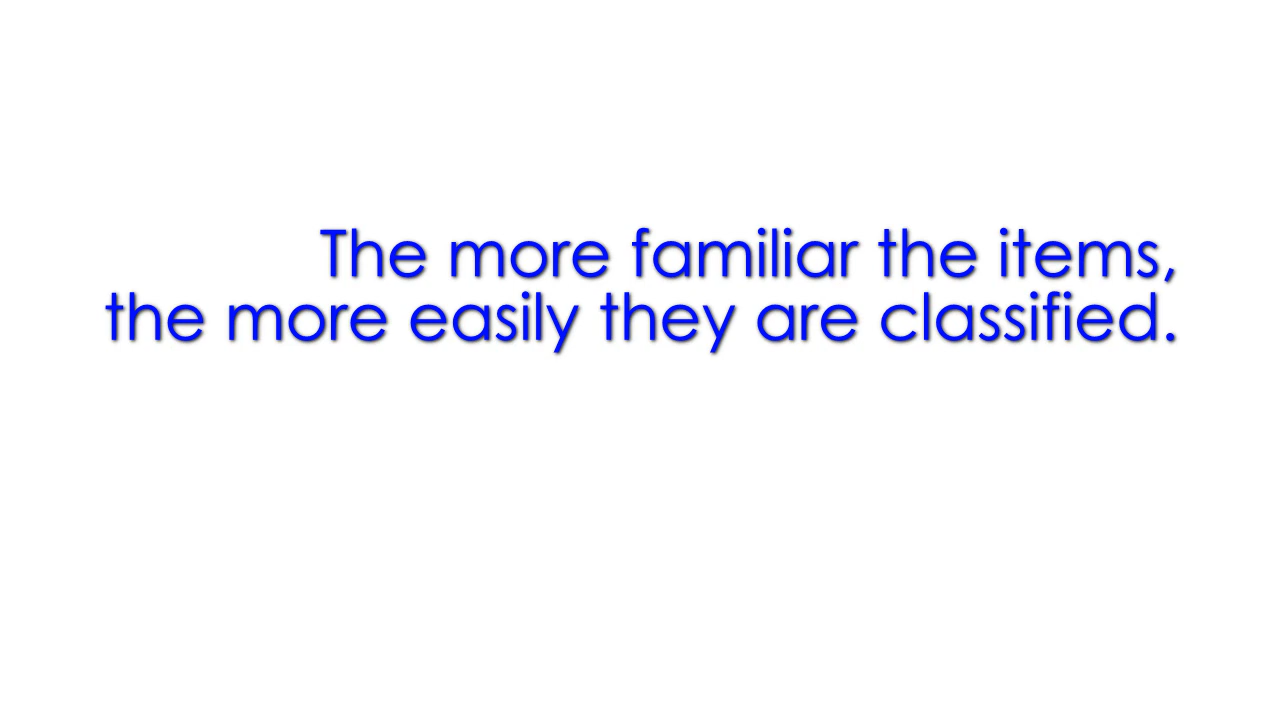 The more familiar the items,
the more easily they are classified.